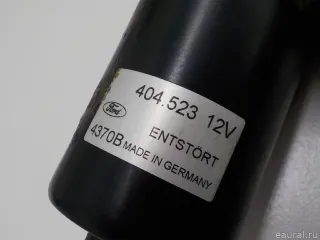 Ford 404.523 12V
ENTSTÖRT
4370B MADE IN GERMANY
eaural.ru